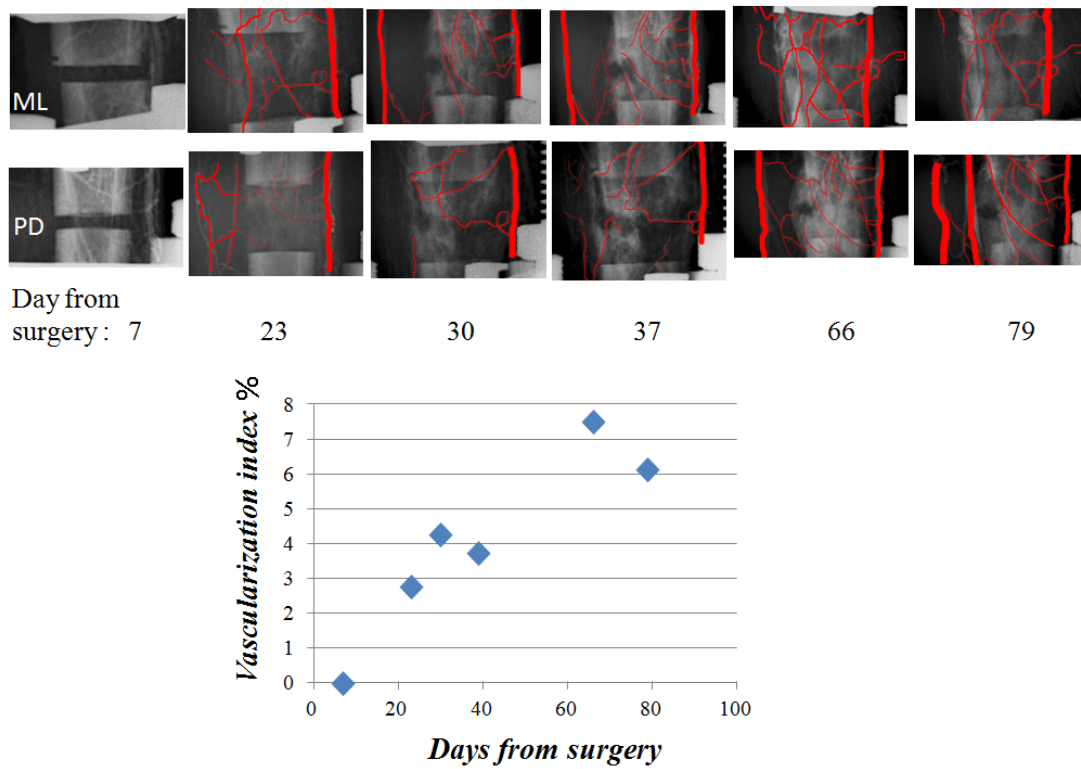 ML
PD
Day from
surgery : 7 23 30 37 66 79
Vascularization index %
8
7
6
5
4
3
2
1
0
0 20 40 60 80 100
Days from surgery